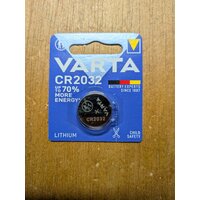 VARTA
CR2032
UP TO 70%
MORE
ENERGY
BATTERY EXPERTS
SINCE 1887
VARTA
CR2032
LITHIUM
CHILD
SAFETY